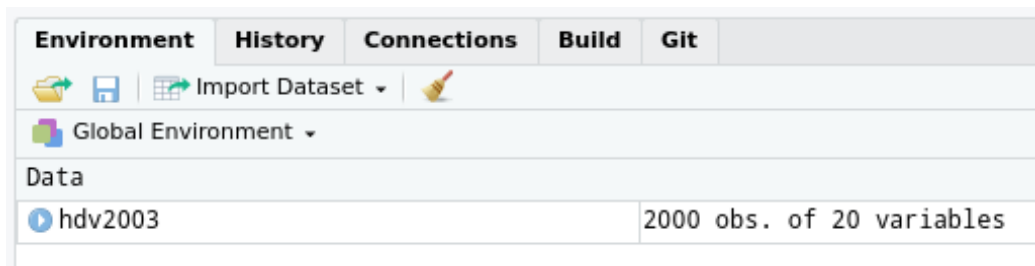 Environment History Connections Build Git
Import Dataset
Global Environment
Data
hdv2003 2000 obs. of 20 variables